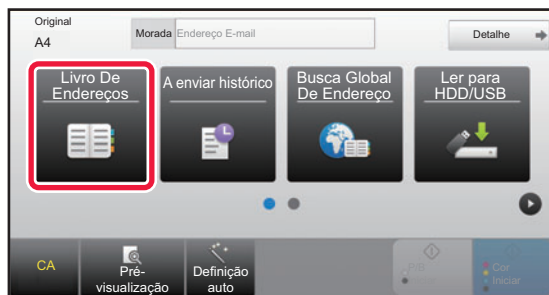 Original
A4
Morada
Endereço E-mail
Detalhe
Livro De
Endereços
A enviar histórico
Busca Global
De Endereço
Ler para
HDD/USB
CA
Pré-
visualização
Definição
auto
Cor
Iniciar